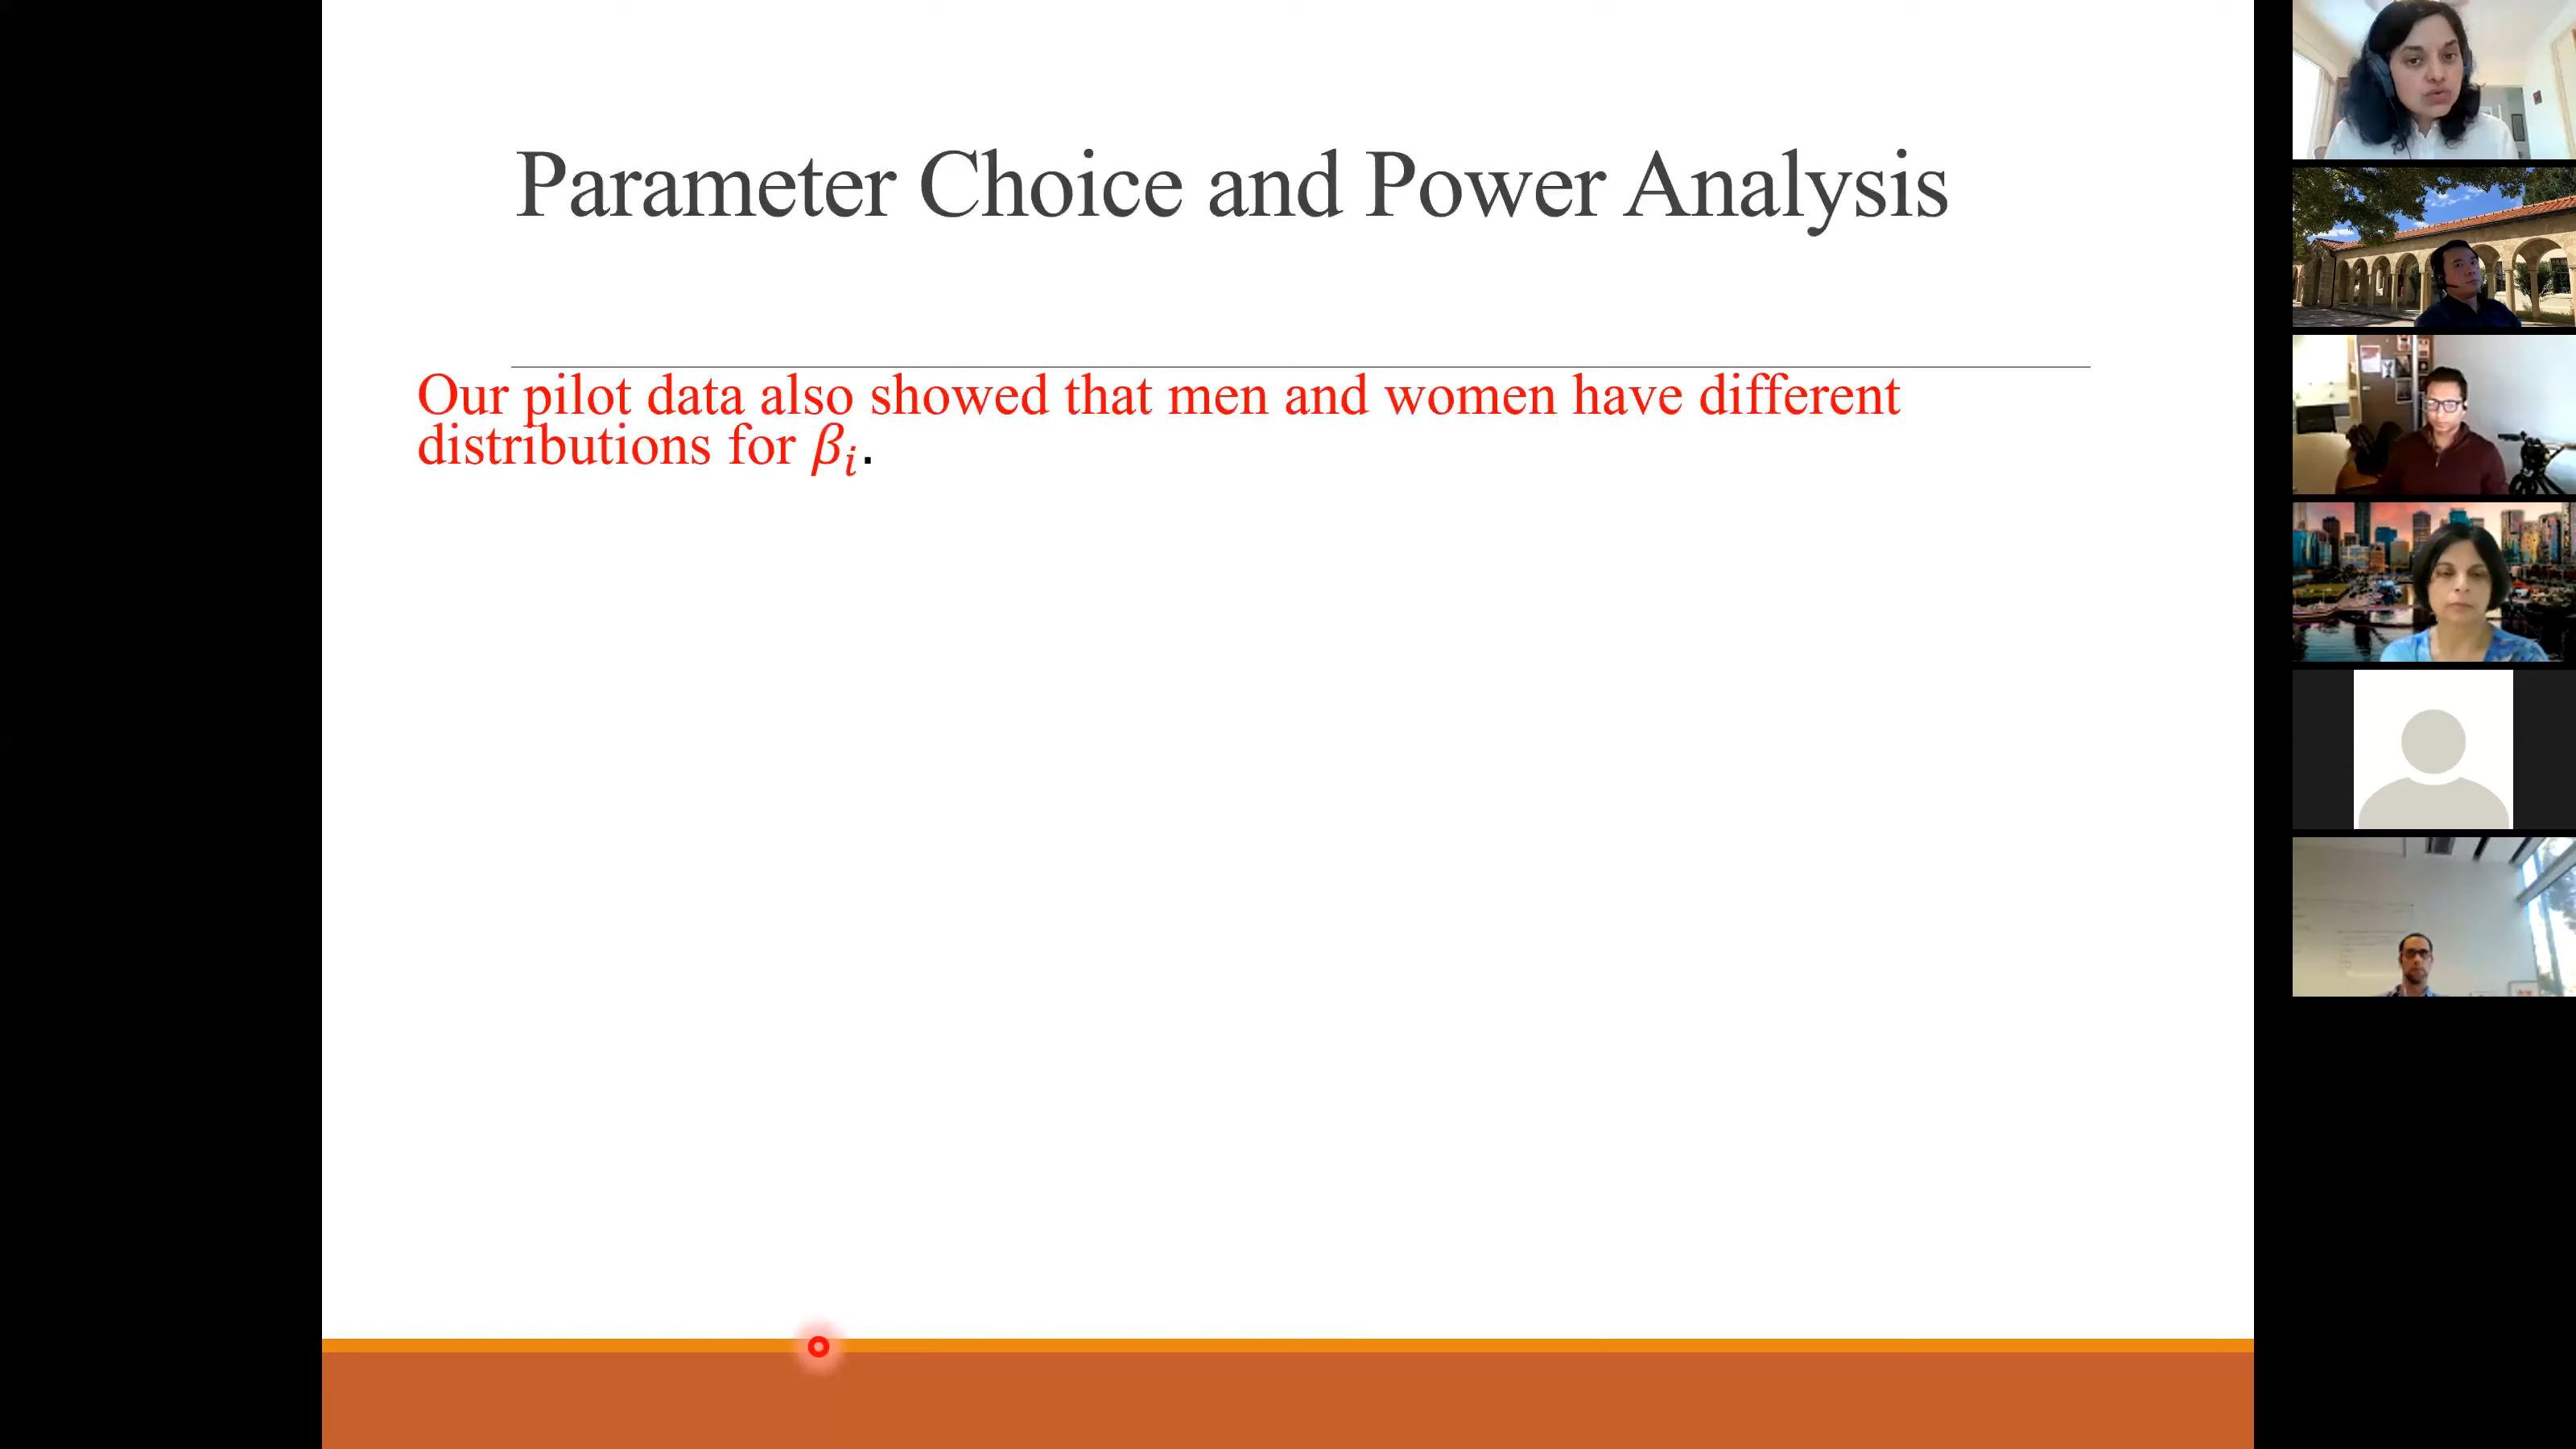 Parameter Choice and Power Analysis
Our pilot data also showed that men and women have different
distributions for βᵢ.